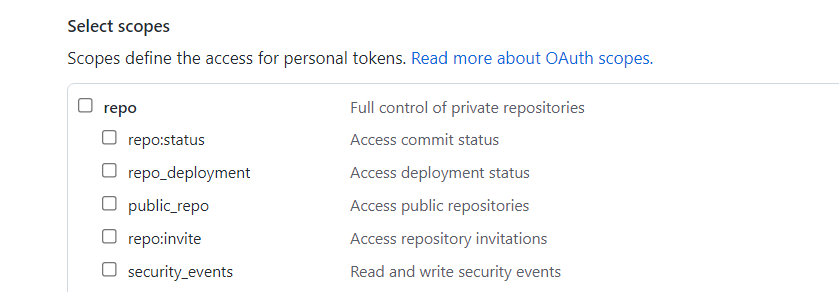 Select scopes
Scopes define the access for personal tokens. Read more about OAuth scopes.
repo Full control of private repositories
repo:status Access commit status
repo_deployment Access deployment status
public_repo Access public repositories
repo:invite Access repository invitations
security_events Read and write security events